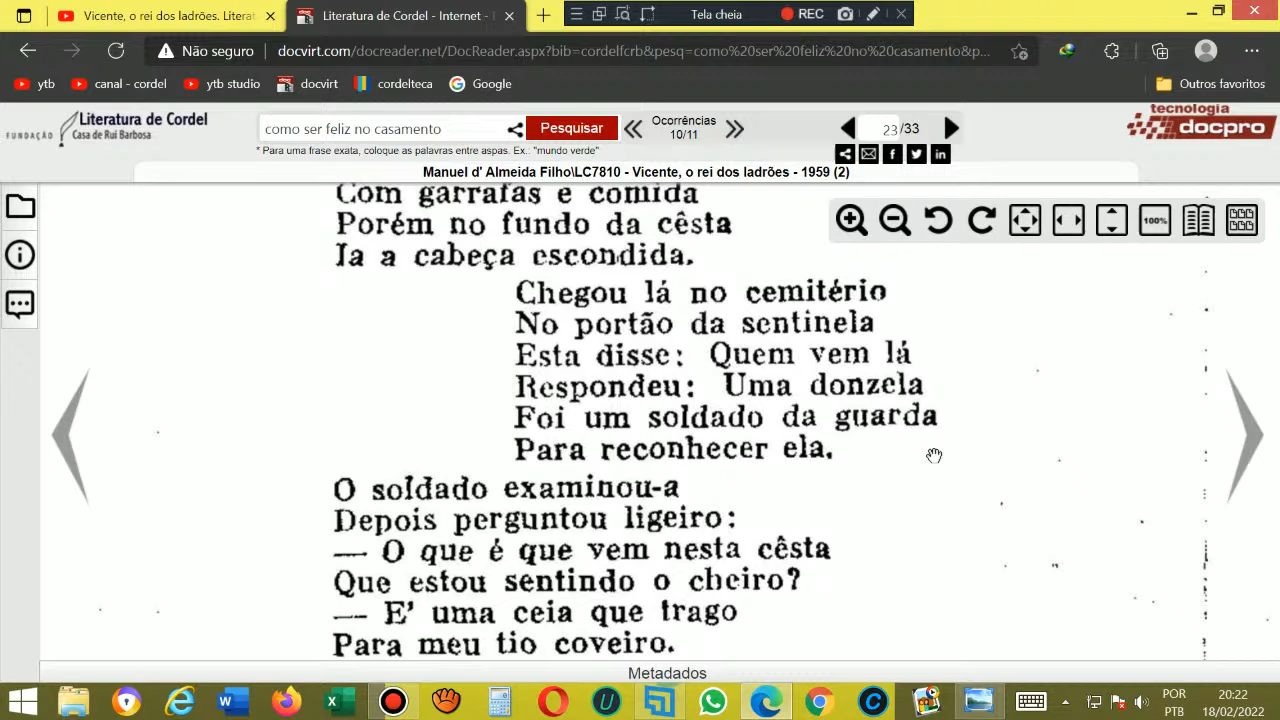 Vicente, o rei dos ladrões. Literat
Literatura de Cordel - Internet - I
Tela cheia
REC
Não seguro
docvirt.com/docreader.net/DocReader.aspx?bib=cordelfcrb&pesq=como%20ser%20feliz%20no%20casamento&p...
ytb
canal - cordel
ytb studio
docvirt
cordelteca
Google
Outros favoritos
FUNDAÇÃO
Literatura de Cordel
Casa de Rui Barbosa
como ser feliz no casamento
Pesquisar
Ocorrências
10/11
23/33
tecnologia
docpro
* Para uma frase exata, coloque as palavras entre aspas. Ex.: "mundo verde"
Manuel d' Almeida Filho\LC7810 - Vicente, o rei dos ladrões - 1959 (2)
100%
Com garrafas e comida
Porém no fundo da cêsta
Ia a cabeça escondida.
Chegou lá no cemitério
No portão da sentinela
Esta disse: Quem vem lá
Respondeu: Uma donzela
Foi um soldado da guarda
Para reconhecer ela.
O soldado examinou-a
Depois perguntou ligeiro:
— O que é que vem nesta cêsta
Que estou sentindo o cheiro?
— E' uma ceia que trago
Para meu tio coveiro.
Metadados
POR
PTB
20:22
18/02/2022